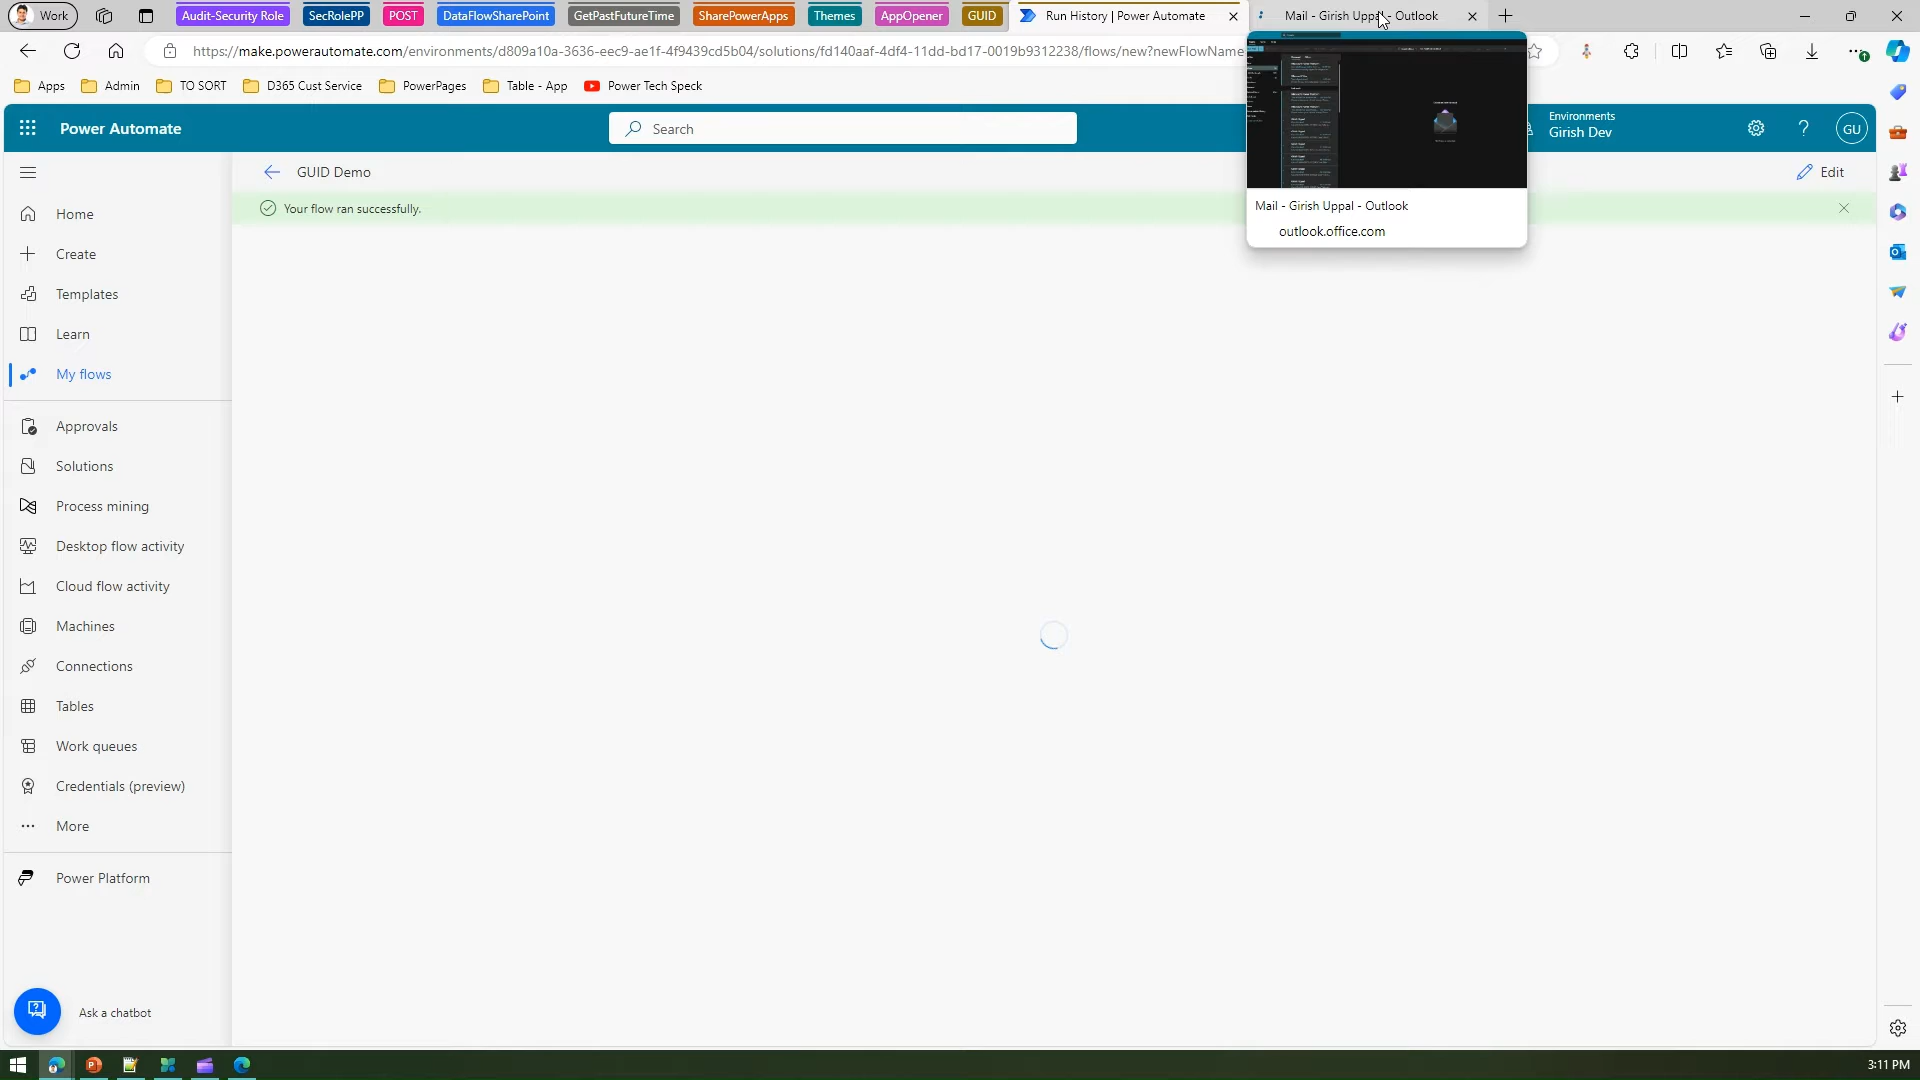 Work
Audit-Security Role
SecRolePP
POST
DataFlowSharePoint
GetPastFutureTime
SharePowerApps
Themes
AppOpener
GUID
Run History | Power Automate
Mail - Girish Uppal - Outlook
https://make.powerautomate.com/environments/d809a10a-3636-eec9-ae1f-4f9439cd5b04/solutions/fd140aaf-4df4-11dd-bd17-0019b9312238/flows/new?newFlowName
Apps
Admin
TO SORT
D365 Cust Service
PowerPages
Table - App
Power Tech Speck
Power Automate
Search
Environments
Girish Dev
GU
Mail - Girish Uppal - Outlook
outlook.office.com
GUID Demo
Edit
Your flow ran successfully.
Home
Create
Templates
Learn
My flows
Approvals
Solutions
Process mining
Desktop flow activity
Cloud flow activity
Machines
Connections
Tables
Work queues
Credentials (preview)
More
Power Platform
Ask a chatbot
3:11 PM